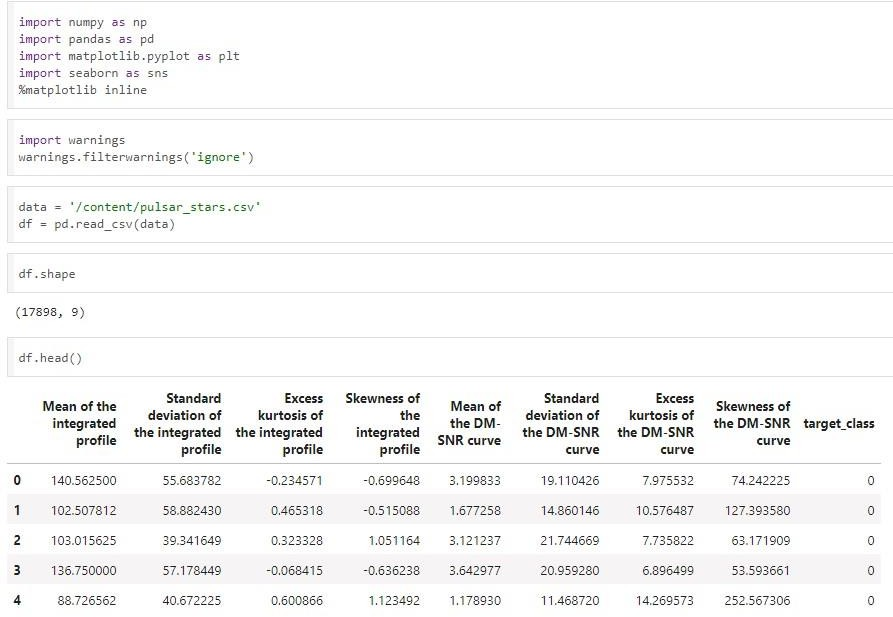 import numpy as np
import pandas as pd
import matplotlib.pyplot as plt
import seaborn as sns
%matplotlib inline
import warnings
warnings.filterwarnings('ignore')
data = '/content/pulsar_stars.csv'
df = pd.read_csv(data)
df.shape
(17898, 9)
df.head()
Mean of the integrated profile Standard deviation of the integrated profile Excess kurtosis of the integrated profile Skewness of the integrated profile Mean of the DM-SNR curve Standard deviation of the DM-SNR curve Excess kurtosis of the DM-SNR curve Skewness of the DM-SNR curve target_class
0 140.562500 55.683782 -0.234571 -0.699648 3.199833 19.110426 7.975532 74.242225 0
1 102.507812 58.882430 0.465318 -0.515088 1.677258 14.860146 10.576487 127.393580 0
2 103.015625 39.341649 0.323328 1.051164 3.121237 21.744669 7.735822 63.171909 0
3 136.750000 57.178449 -0.068415 -0.636238 3.642977 20.959280 6.896499 53.593661 0
4 88.726562 40.672225 0.600866 1.123492 1.178930 11.468720 14.269573 252.567306 0